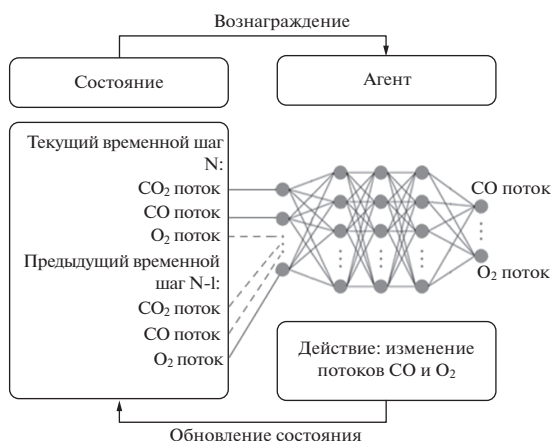 Вознаграждение
Состояние
Агент
Текущий временной шаг
N:
CO₂ поток
CO поток
O₂ поток
Предыдущий временной
шаг N-l:
CO₂ поток
CO поток
O₂ поток
CO поток
O₂ поток
Действие: изменение
потоков CO и O₂
Обновление состояния